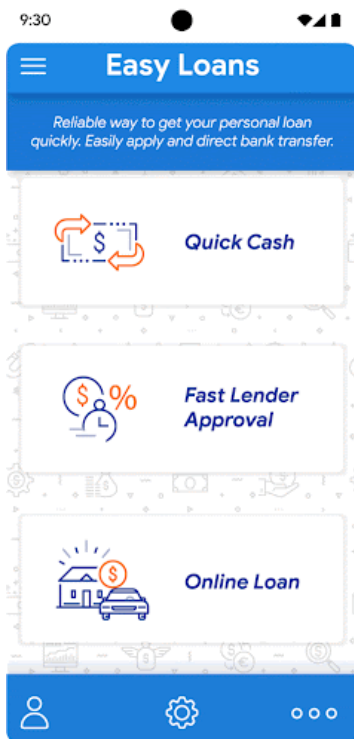 9:30
Easy Loans
Reliable way to get your personal loan
quickly. Easily apply and direct bank transfer.
$
Quick Cash
$ %
Fast Lender
Approval
$
Online Loan